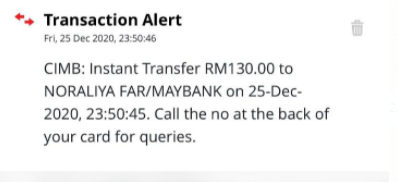 Transaction Alert
Fri, 25 Dec 2020, 23:50:46
CIMB: Instant Transfer RM130.00 to
NORALIYA FAR/MAYBANK on 25-Dec-
2020, 23:50:45. Call the no at the back of
your card for queries.